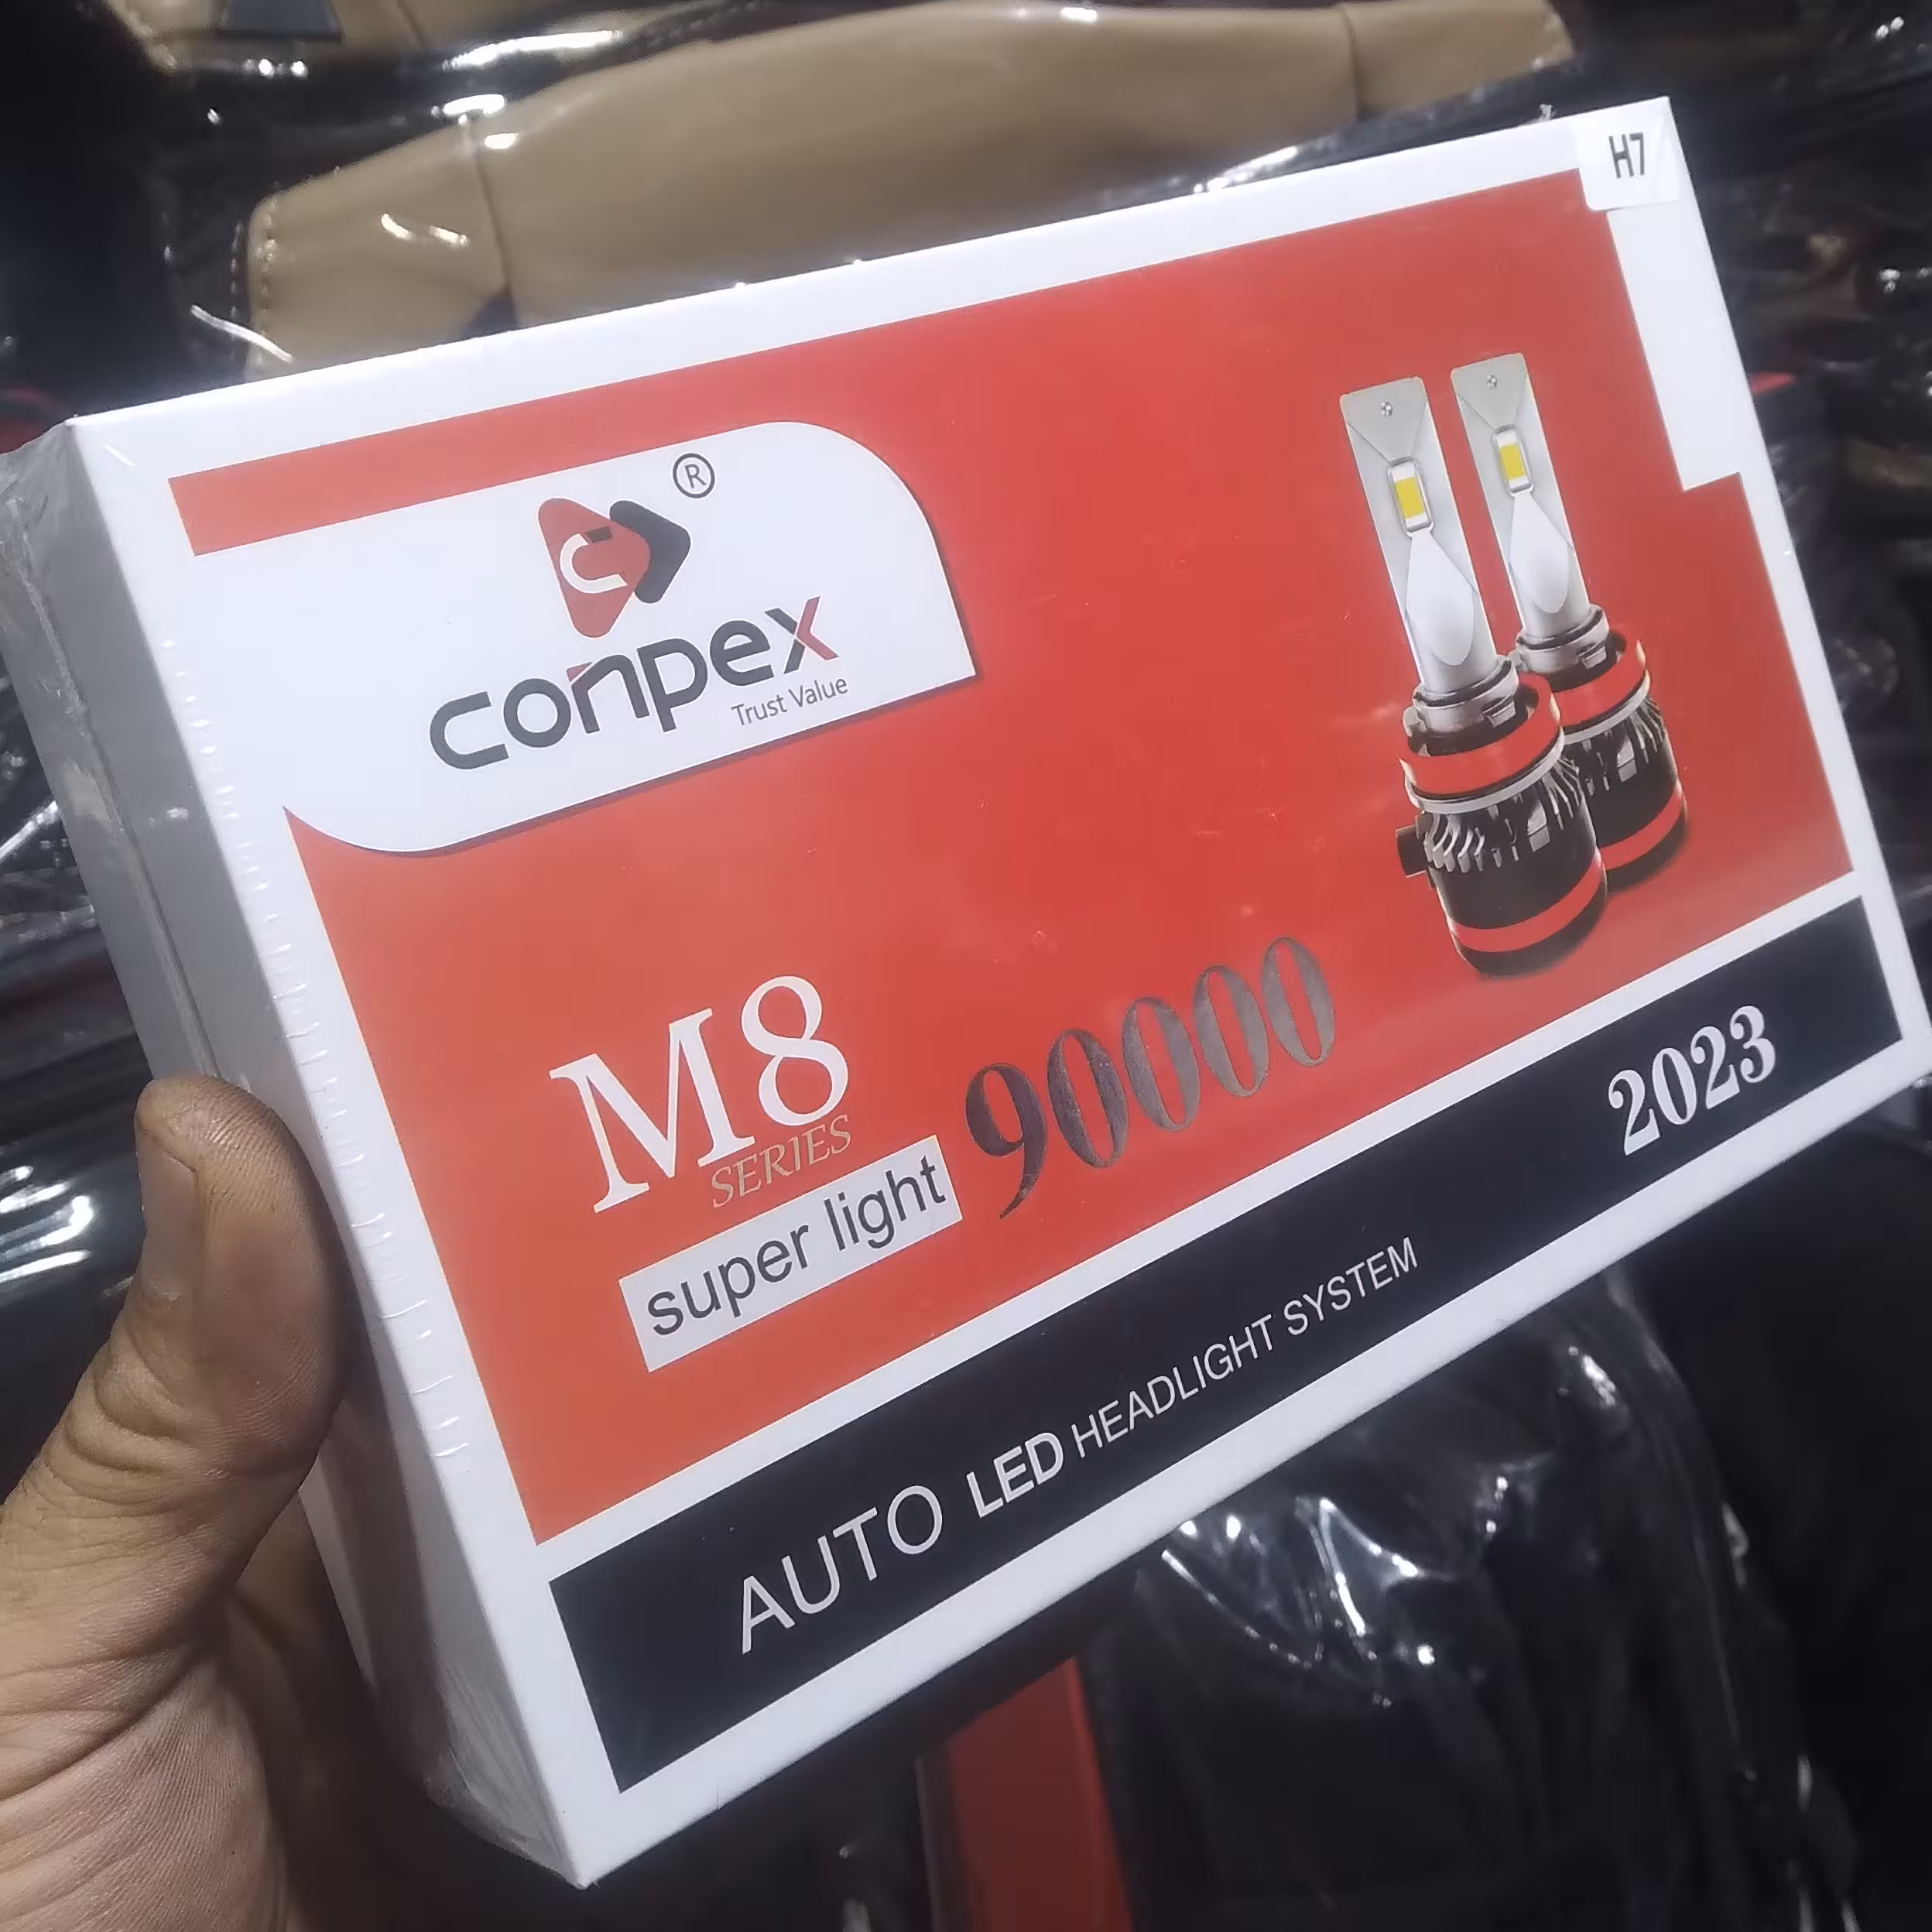 H7
®
conpex
Trust Value
M8
SERIES
super light
90000
2023
AUTO LED HEADLIGHT SYSTEM